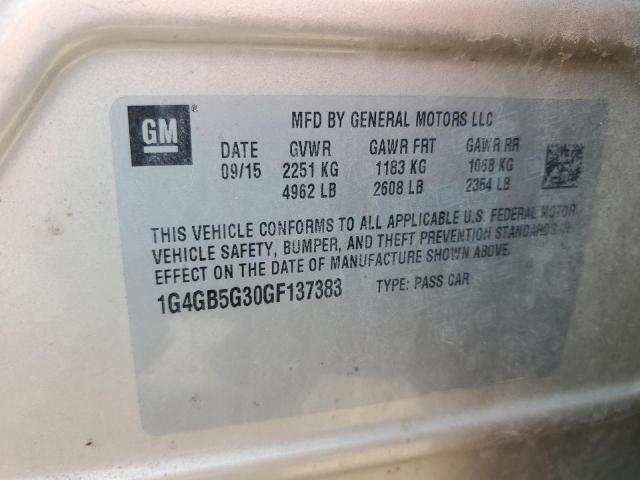 GM®
MFD BY GENERAL MOTORS LLC
DATE GVWR GAWR FRT GAWR RR
09/15 2251 KG 1183 KG 1068 KG
4962 LB 2608 LB 2354 LB
THIS VEHICLE CONFORMS TO ALL APPLICABLE U.S. FEDERAL MOTOR
VEHICLE SAFETY, BUMPER, AND THEFT PREVENTION STANDARDS IN
EFFECT ON THE DATE OF MANUFACTURE SHOWN ABOVE.
1G4GB5G30GF137383 TYPE: PASS CAR